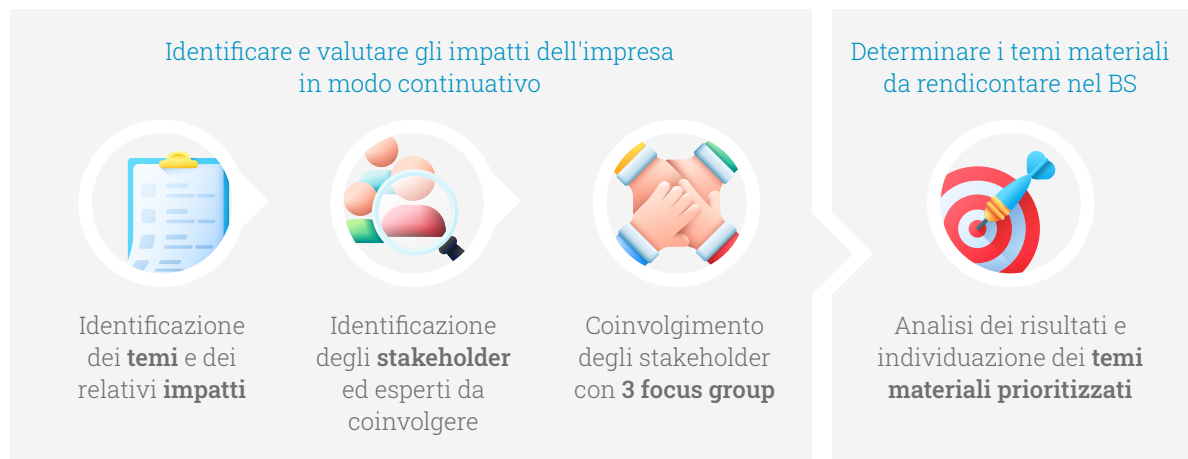 Identificare e valutare gli impatti dell'impresa
in modo continuativo
Determinare i temi materiali
da rendicontare nel BS
Identificazione
dei temi e dei
relativi impatti
Identificazione
degli stakeholder
ed esperti da
coinvolgere
Coinvolgimento
degli stakeholder
con 3 focus group
Analisi dei risultati e
individuazione dei temi
materiali prioritizzati